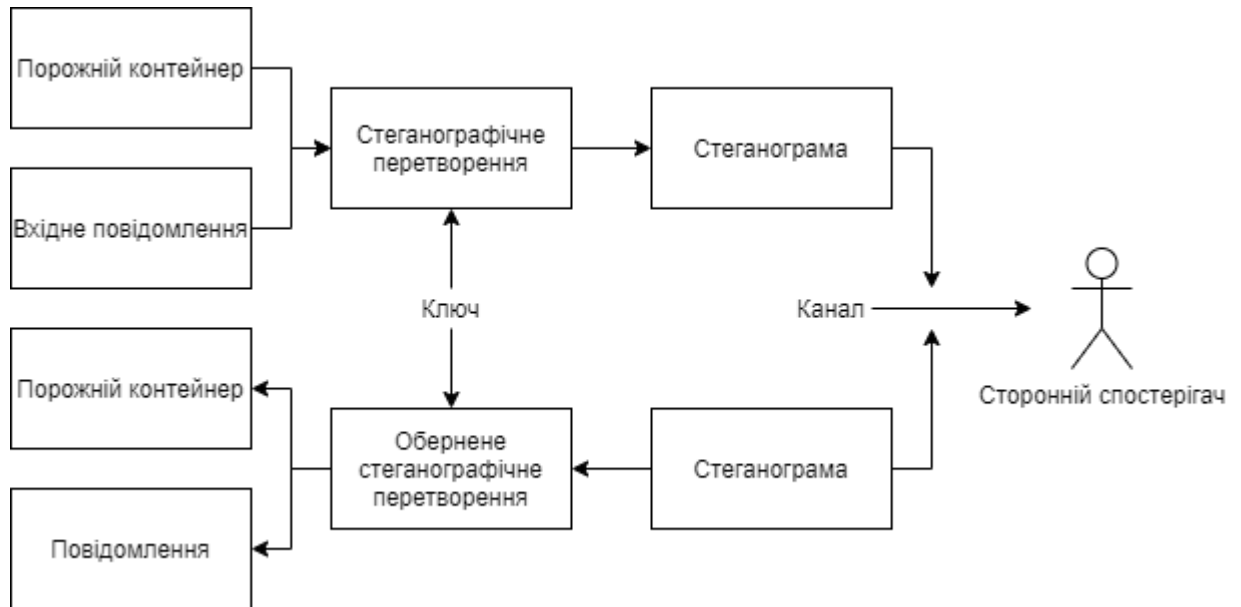 Порожній контейнер
Стеганографічне
перетворення
Стеганограма
Вхідне повідомлення
Ключ
Канал
Сторонній спостерігач
Порожній контейнер
Обернене
стеганографічне
перетворення
Стеганограма
Повідомлення